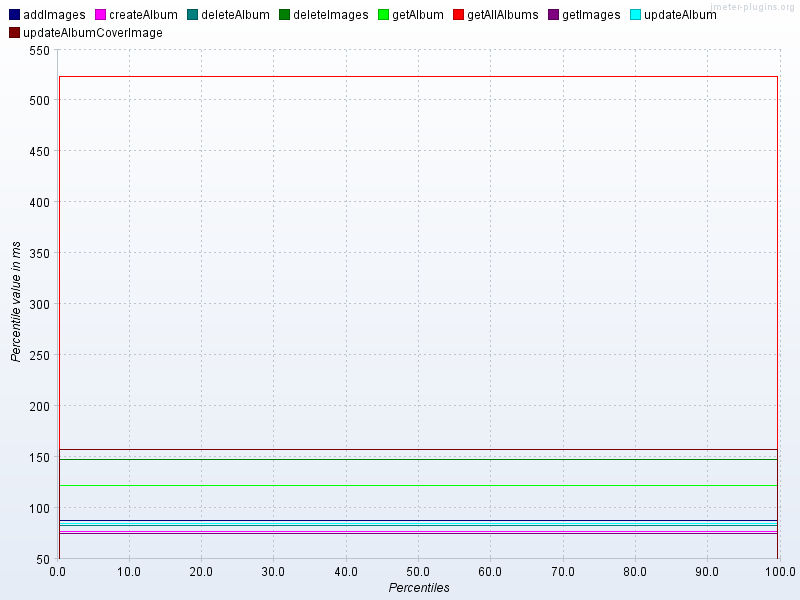 addImages createAlbum deleteAlbum deleteImages getAlbum getAllAlbums getImages updateAlbum
jmeter-plugins.org
updateAlbumCoverImage
550
500
450
400
350
300
250
200
150
100
50
Percentile value in ms
0.0 10.0 20.0 30.0 40.0 50.0 60.0 70.0 80.0 90.0 100.0
Percentiles